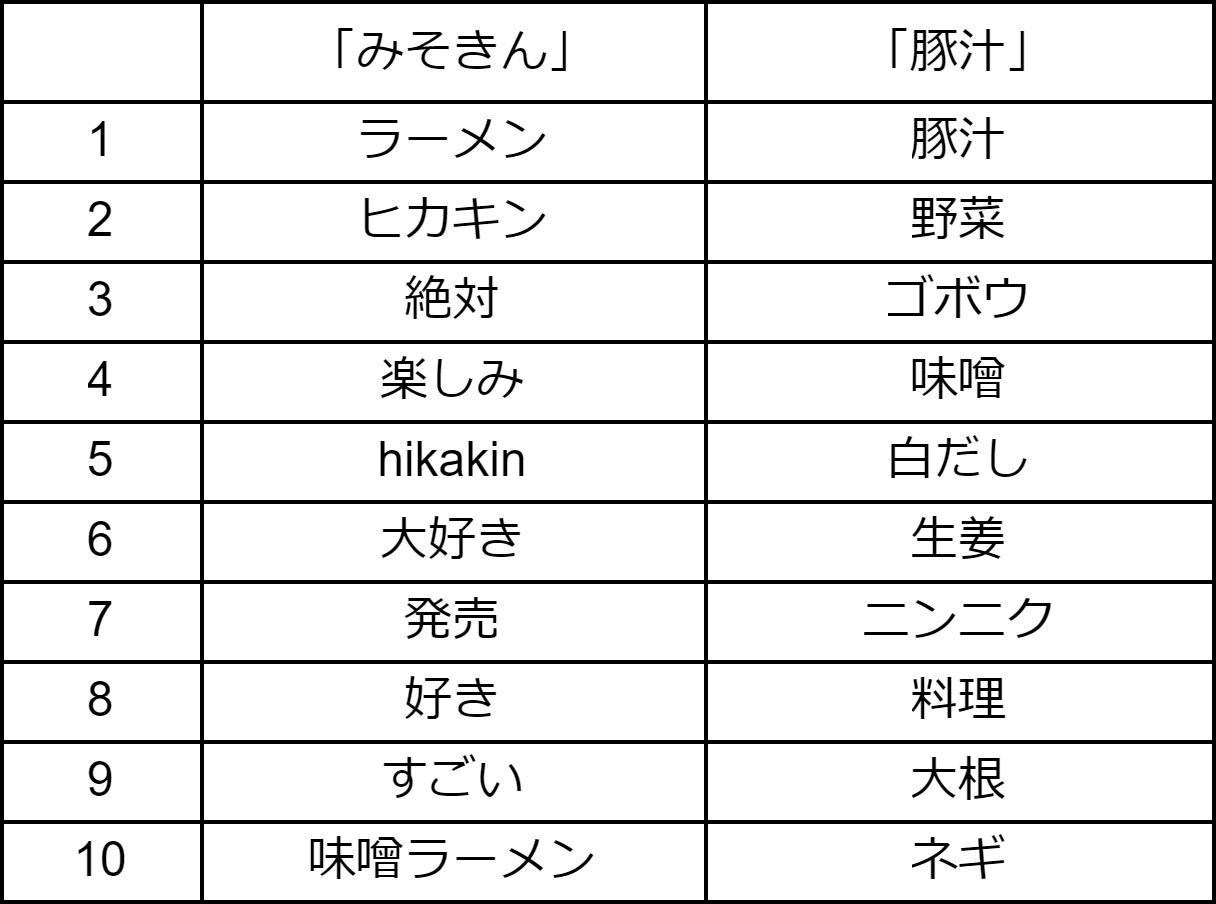 「みそきん」 「豚汁」
1 ラーメン 豚汁
2 ヒカキン 野菜
3 絶対 ゴボウ
4 楽しみ 味噌
5 hikakin 白だし
6 大好き 生姜
7 発売 ニンニク
8 好き 料理
9 すごい 大根
10 味噌ラーメン ネギ